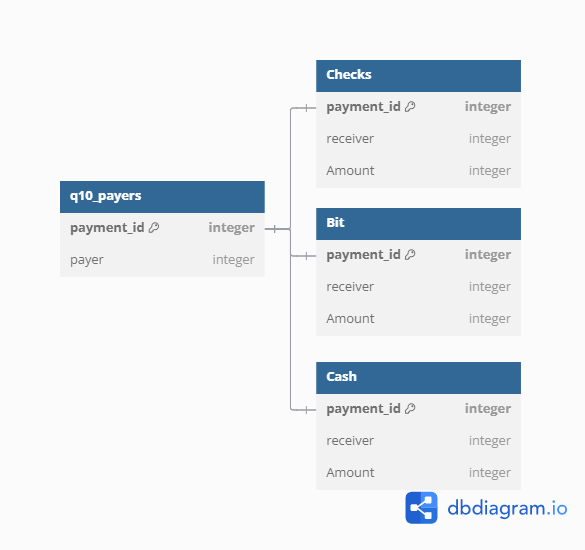 Checks
payment_id integer
receiver integer
Amount integer
q10_payers
payment_id integer
payer integer
Bit
payment_id integer
receiver integer
Amount integer
Cash
payment_id integer
receiver integer
Amount integer
dbdiagram.io